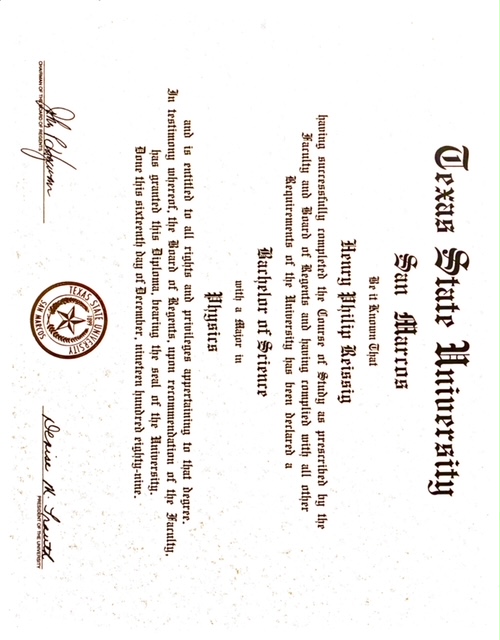 Texas State University
San Marcos
Be it Known That
Henry Philip Reissig
having successfully completed the Course of Study as prescribed by the
Faculty and Board of Regents and having complied with all other
Requirements of the University has been declared a
Bachelor of Science
with a Major in
Physics
and is entitled to all rights and privileges appertaining to that degree.
In testimony whereof, the Board of Regents, upon recommendation of the Faculty,
has granted this Diploma, bearing the seal of the University.
Done this sixteenth day of December, nineteen hundred eighty-nine.
TEXAS STATE UNIVERSITY
1899
SAN MARCOS
John P
CHAIRMAN OF THE BOARD OF REGENTS
Denise M. Trauth
PRESIDENT OF THE UNIVERSITY